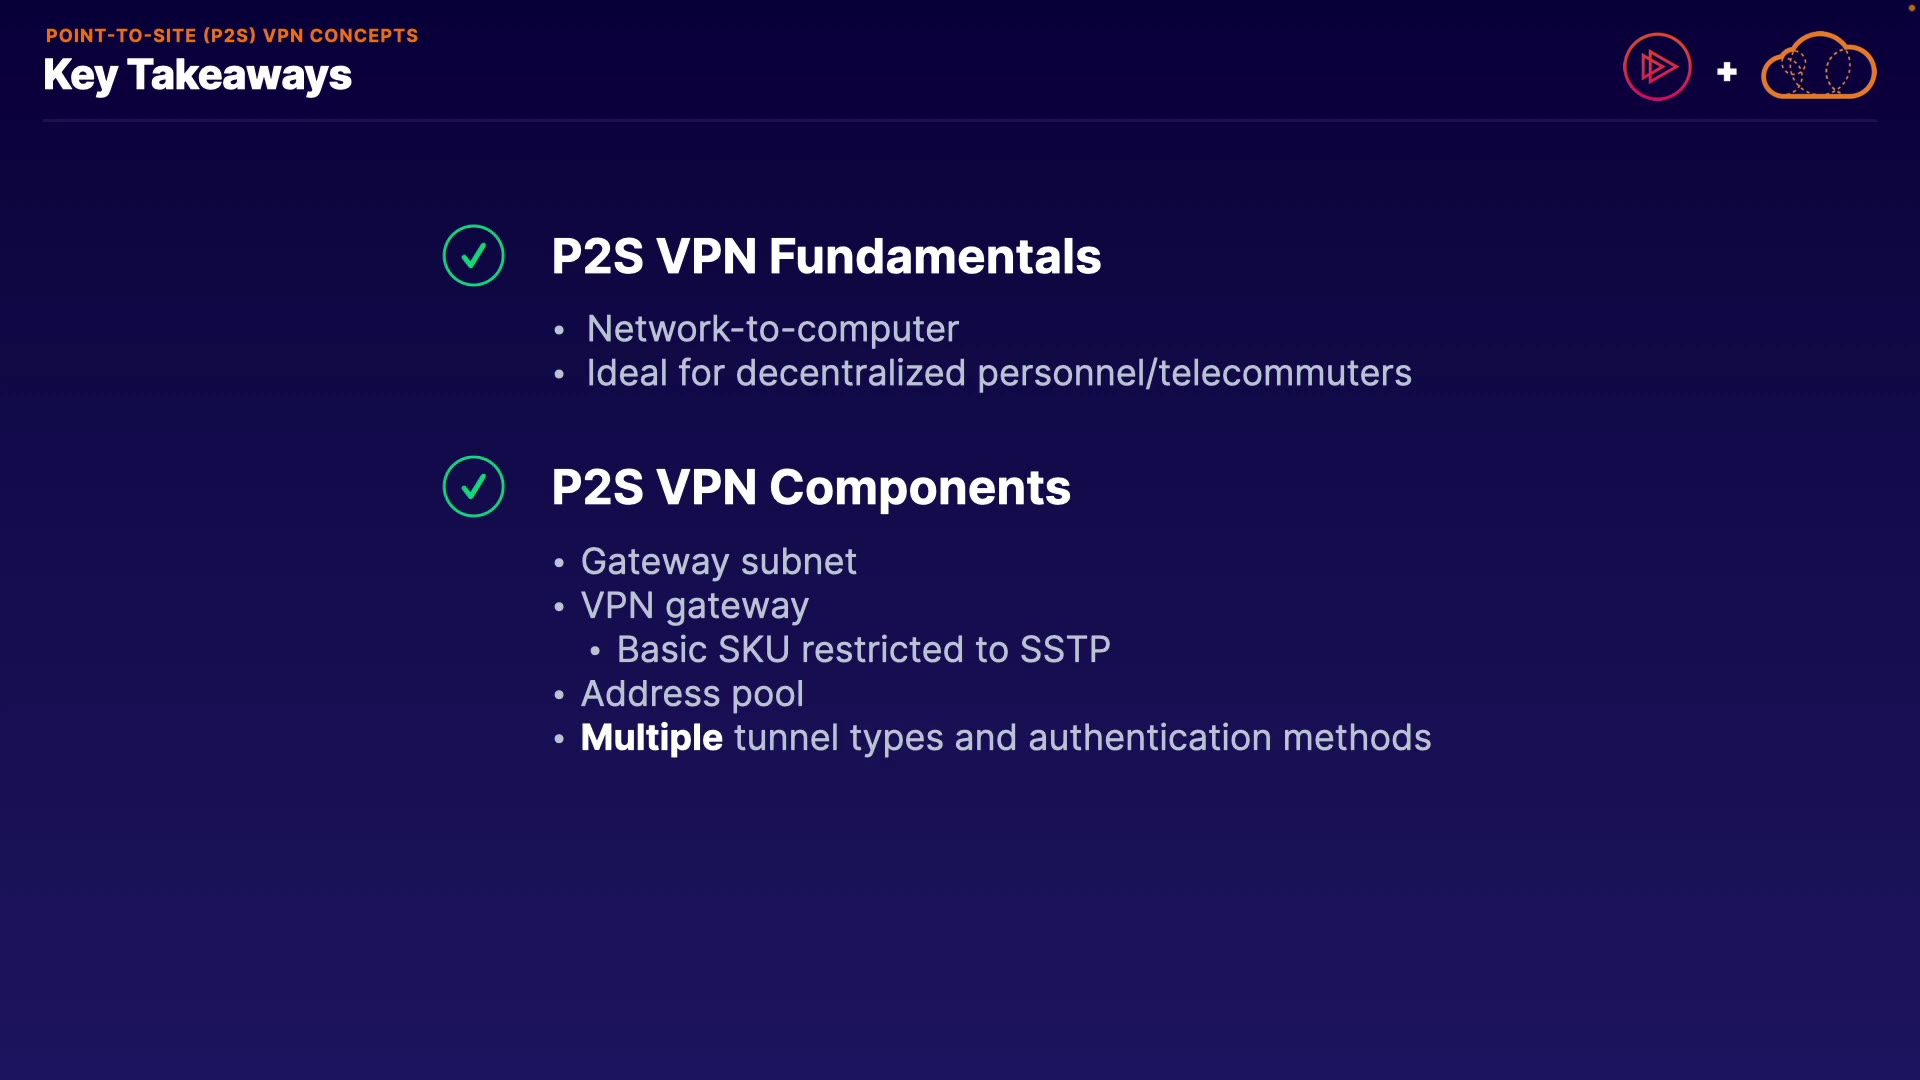 POINT-TO-SITE (P2S) VPN CONCEPTS
Key Takeaways
P2S VPN Fundamentals
• Network-to-computer
• Ideal for decentralized personnel/telecommuters
P2S VPN Components
• Gateway subnet
• VPN gateway
• Basic SKU restricted to SSTP
• Address pool
• Multiple tunnel types and authentication methods